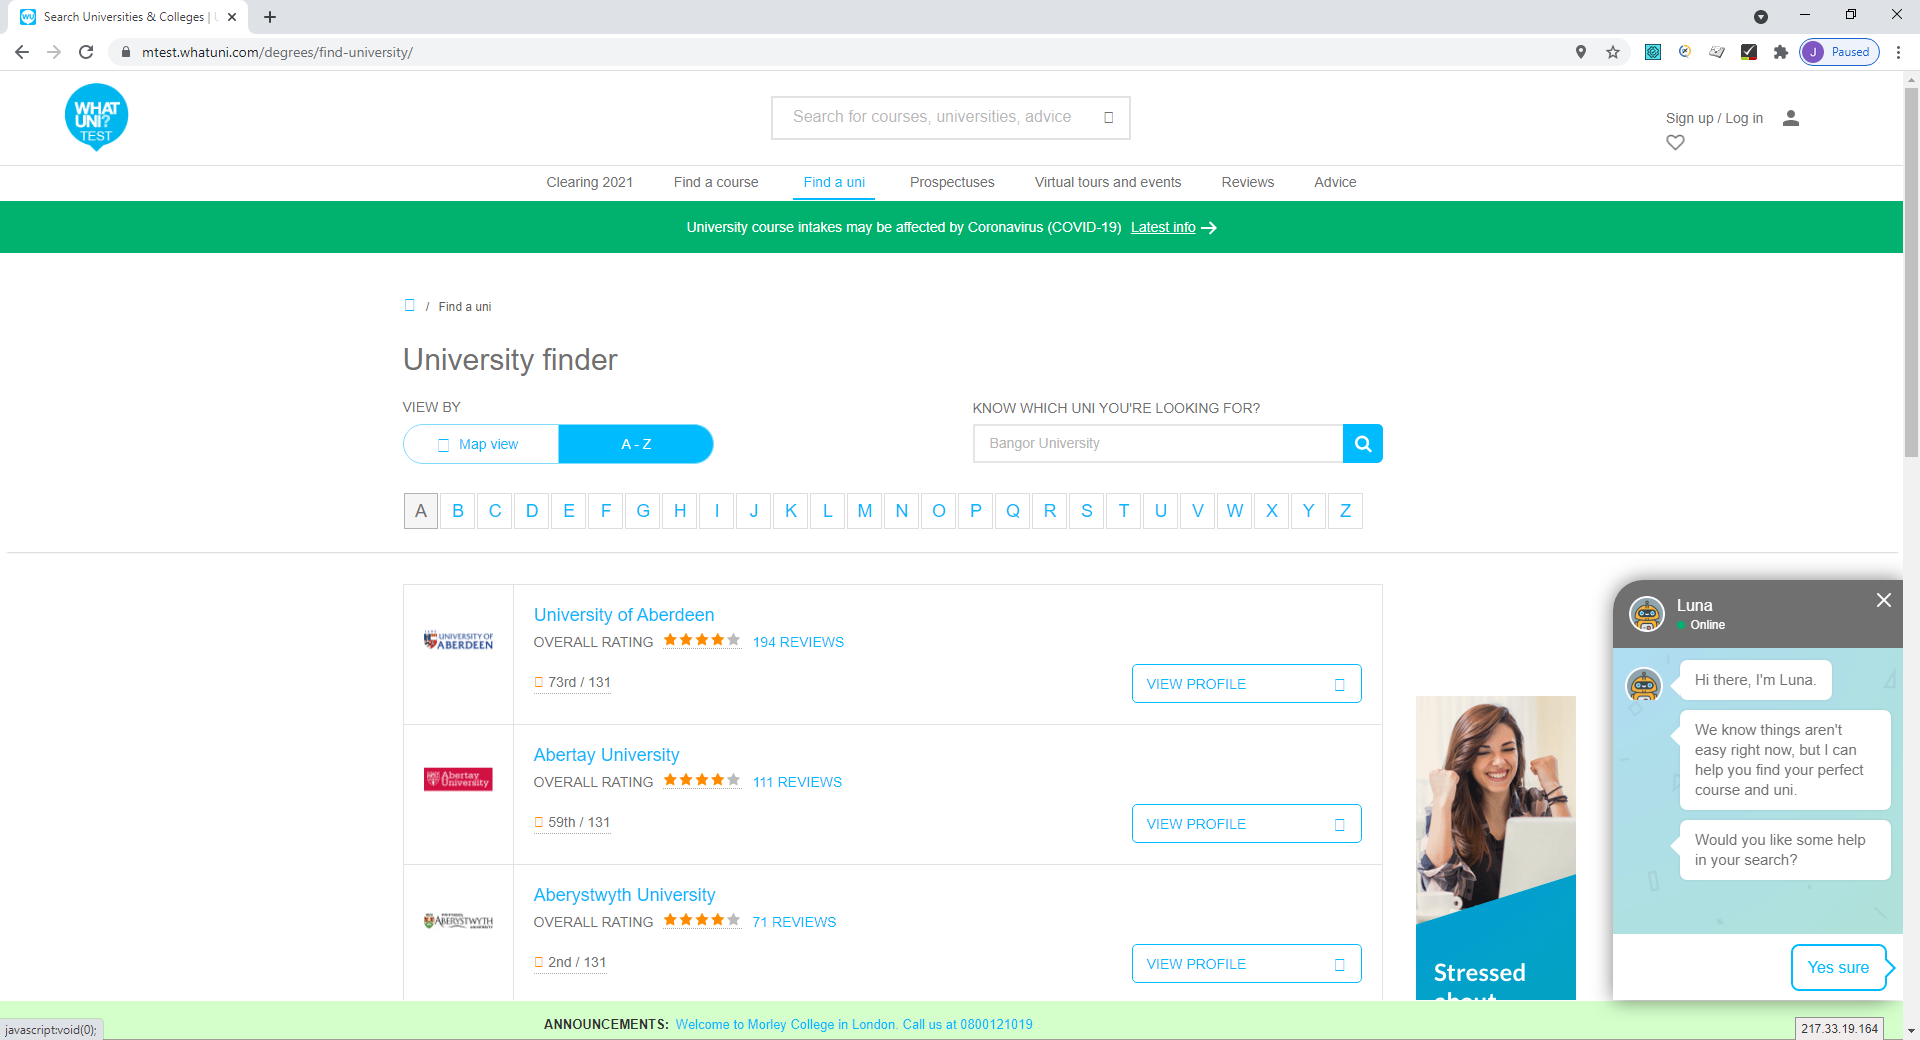 Search Universities & Colleges |
mtest.whatuni.com/degrees/find-university/
J Paused
WHAT
UNI?
TEST
Search for courses, universities, advice
Sign up / Log in
Clearing 2021
Find a course
Find a uni
Prospectuses
Virtual tours and events
Reviews
Advice
University course intakes may be affected by Coronavirus (COVID-19) Latest info
/ Find a uni
University finder
VIEW BY
KNOW WHICH UNI YOU'RE LOOKING FOR?
Map view
A - Z
Bangor University
A B C D E F G H I J K L M N O P Q R S T U V W X Y Z
UNIVERSITY OF
ABERDEEN
University of Aberdeen
OVERALL RATING 194 REVIEWS
73rd / 131
VIEW PROFILE
Abertay
University
Abertay University
OVERALL RATING 111 REVIEWS
59th / 131
VIEW PROFILE
ABERYSTWYTH
Aberystwyth University
OVERALL RATING 71 REVIEWS
2nd / 131
VIEW PROFILE
Stressed
about
Luna
Online
Hi there, I'm Luna.
We know things aren't
easy right now, but I can
help you find your perfect
course and uni.
Would you like some help
in your search?
Yes sure
ANNOUNCEMENTS: Welcome to Morley College in London. Call us at 0800121019
javascript:void(0);
217.33.19.164